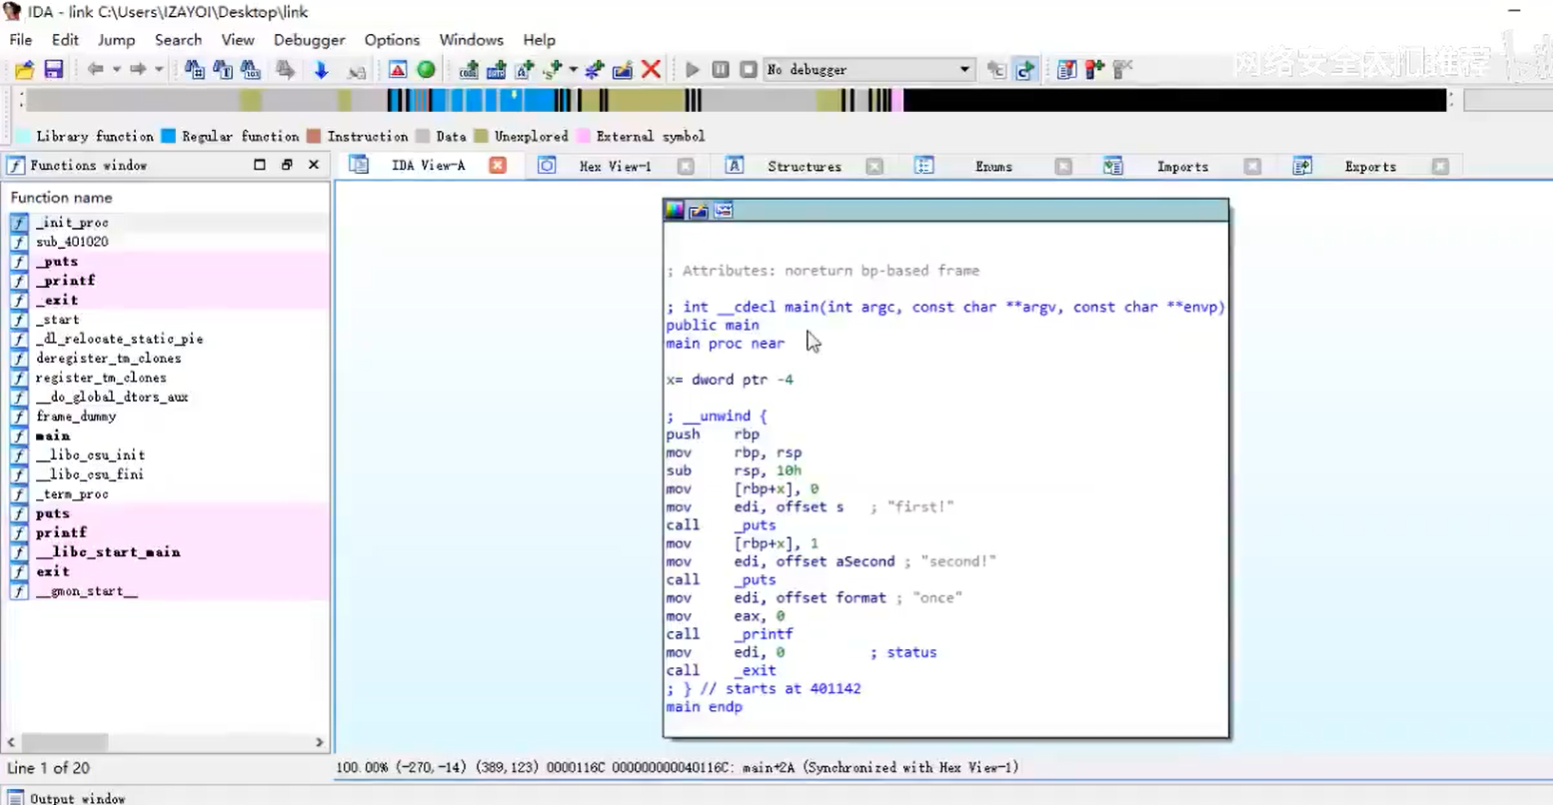 IDA - link C:\Users\IZAYOI\Desktop\link
File Edit Jump Search View Debugger Options Windows Help
No debugger
网络安全
Library function Regular function Instruction Data Unexplored External symbol
Functions window
IDA View-A Hex View-1 Structures Enums Imports Exports
Function name
_init_proc
sub_401020
_puts
_printf
_exit
_start
_dl_relocate_static_pie
deregister_tm_clones
register_tm_clones
__do_global_dtors_aux
frame_dummy
main
__libc_csu_init
__libc_csu_fini
_term_proc
puts
printf
__libc_start_main
exit
__gmon_start__
Line 1 of 20
; Attributes: noreturn bp-based frame
; int __cdecl main(int argc, const char **argv, const char **envp)
public main
main proc near
x= dword ptr -4
; __unwind {
push rbp
mov rbp, rsp
sub rsp, 10h
mov [rbp+x], 0
mov edi, offset s ; "first!"
call _puts
mov [rbp+x], 1
mov edi, offset aSecond ; "second!"
call _puts
mov edi, offset format ; "once"
mov eax, 0
call _printf
mov edi, 0 ; status
call _exit
; } // starts at 401142
main endp
100.00% (-270,-14) (389,123) 0000116C 000000000040116C: main+2A (Synchronized with Hex View-1)
Output window